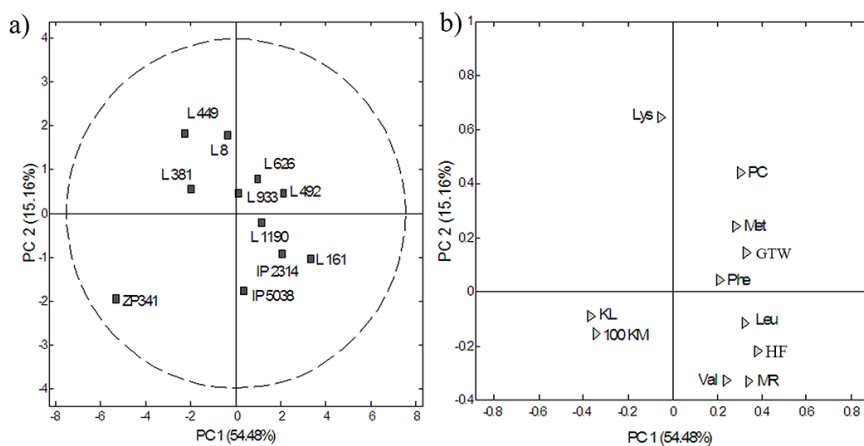 a)
5
4
3
2
1
0
-1
-2
-3
-4
PC 2 (15.16%)
L 449
L 8
L 381
L 626
L 933
L 492
L 1190
IP 2314
L 161
IP 5038
ZP341
-8
-6
-4
-2
0
2
4
6
8
PC1 (54.48%)
b)
1
0.8
0.6
0.4
0.2
0
-0.2
-0.4
PC 2 (15.16%)
Lys
PC
Met
GTW
Phe
KL
100 KM
Leu
HF
Val
MR
-0.8
-0.6
-0.4
-0.2
0
0.2
0.4
0.6
0.8
PC1 (54.48%)